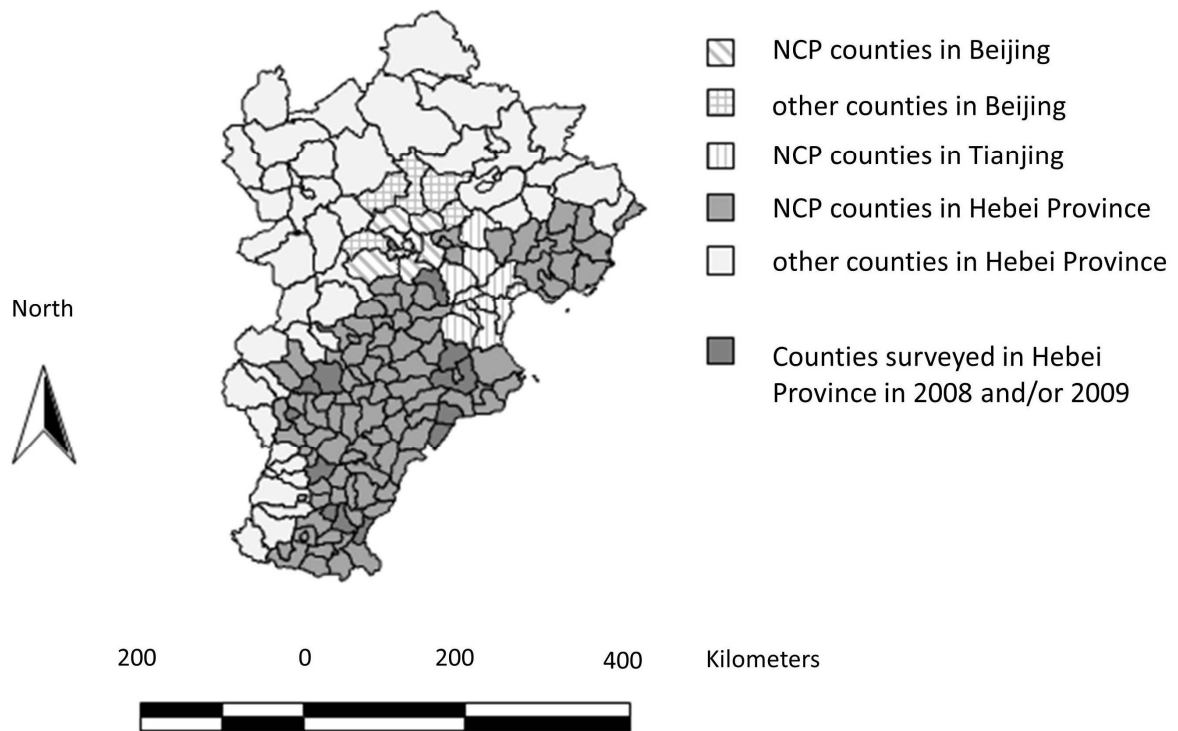 NCP counties in Beijing
other counties in Beijing
NCP counties in Tianjing
NCP counties in Hebei Province
other counties in Hebei Province
North
Counties surveyed in Hebei
Province in 2008 and/or 2009
200 0 200 400 Kilometers